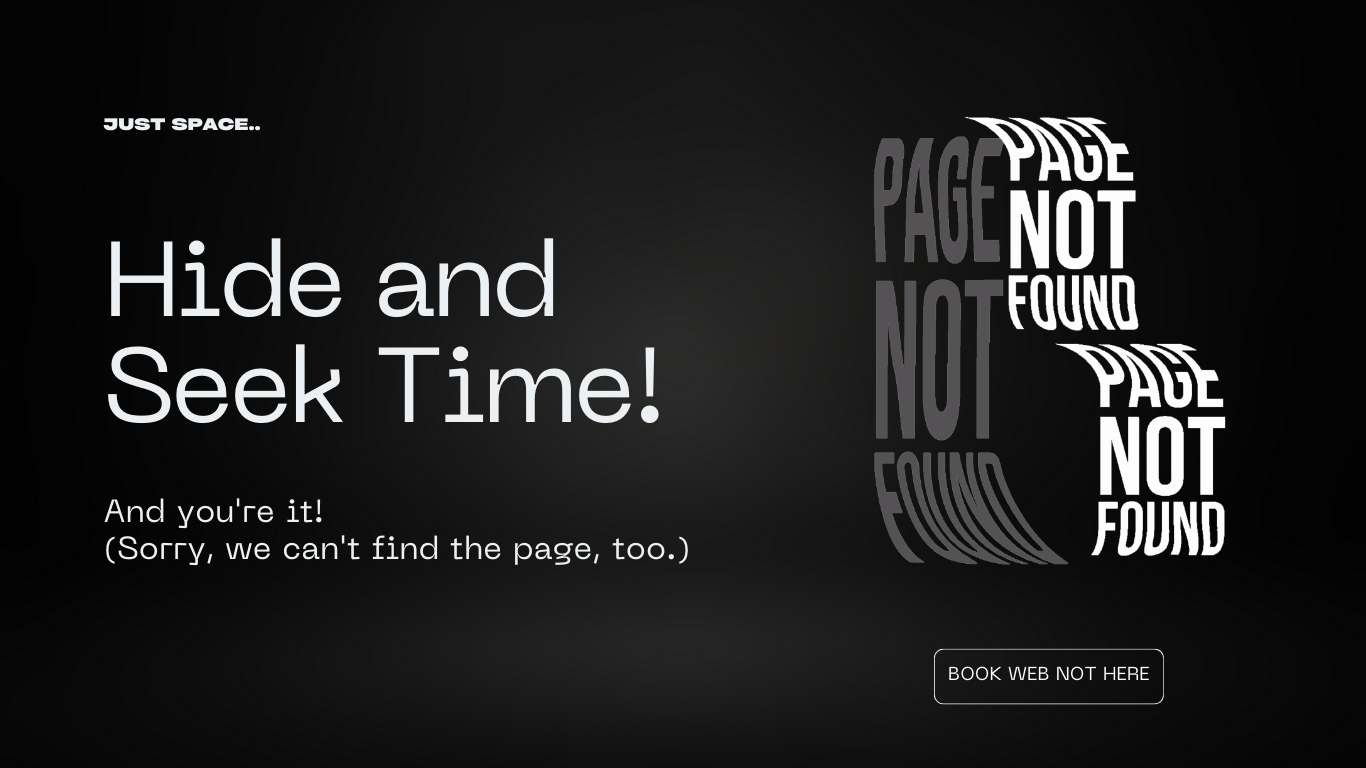 JUST SPACE..
Hide and
Seek Time!
And you're it!
(Sorry, we can't find the page, too.)
PAGE
NOT
FOUND
PAGE
NOT
FOUND
PAGE
NOT
FOUND
BOOK WEB NOT HERE